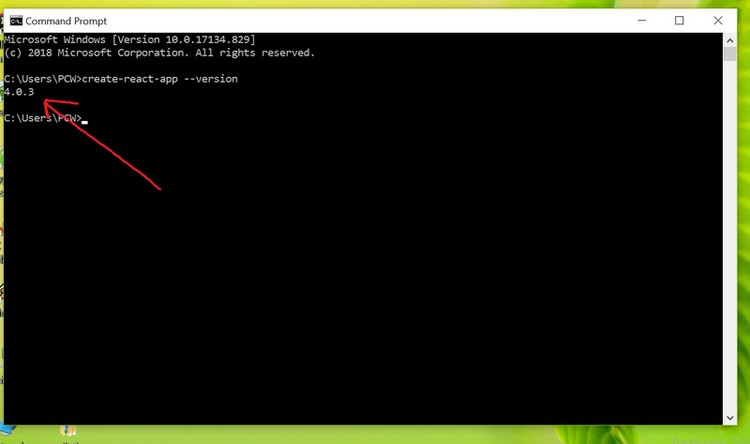 Command Prompt
Microsoft Windows [Version 10.0.17134.829]
(c) 2018 Microsoft Corporation. All rights reserved.
C:\Users\PCW>create-react-app --version
4.0.3
C:\Users\PCW>